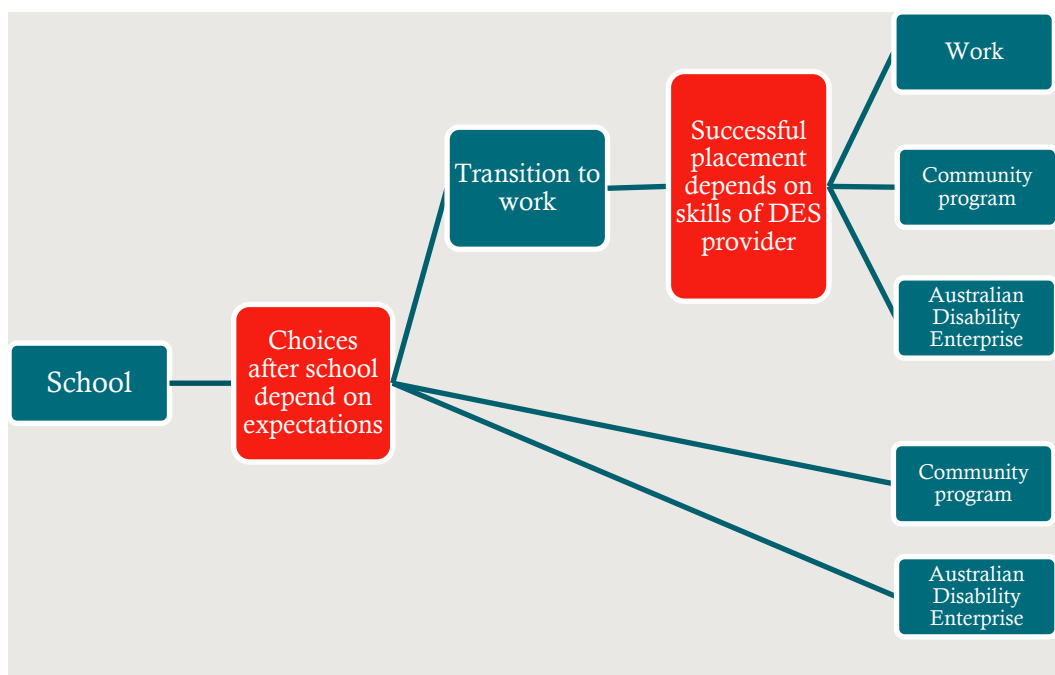 School
Choices
after school
depend on
expectations
Transition to
work
Successful
placement
depends on
skills of DES
provider
Work
Community
program
Australian
Disability
Enterprise
Community
program
Australian
Disability
Enterprise